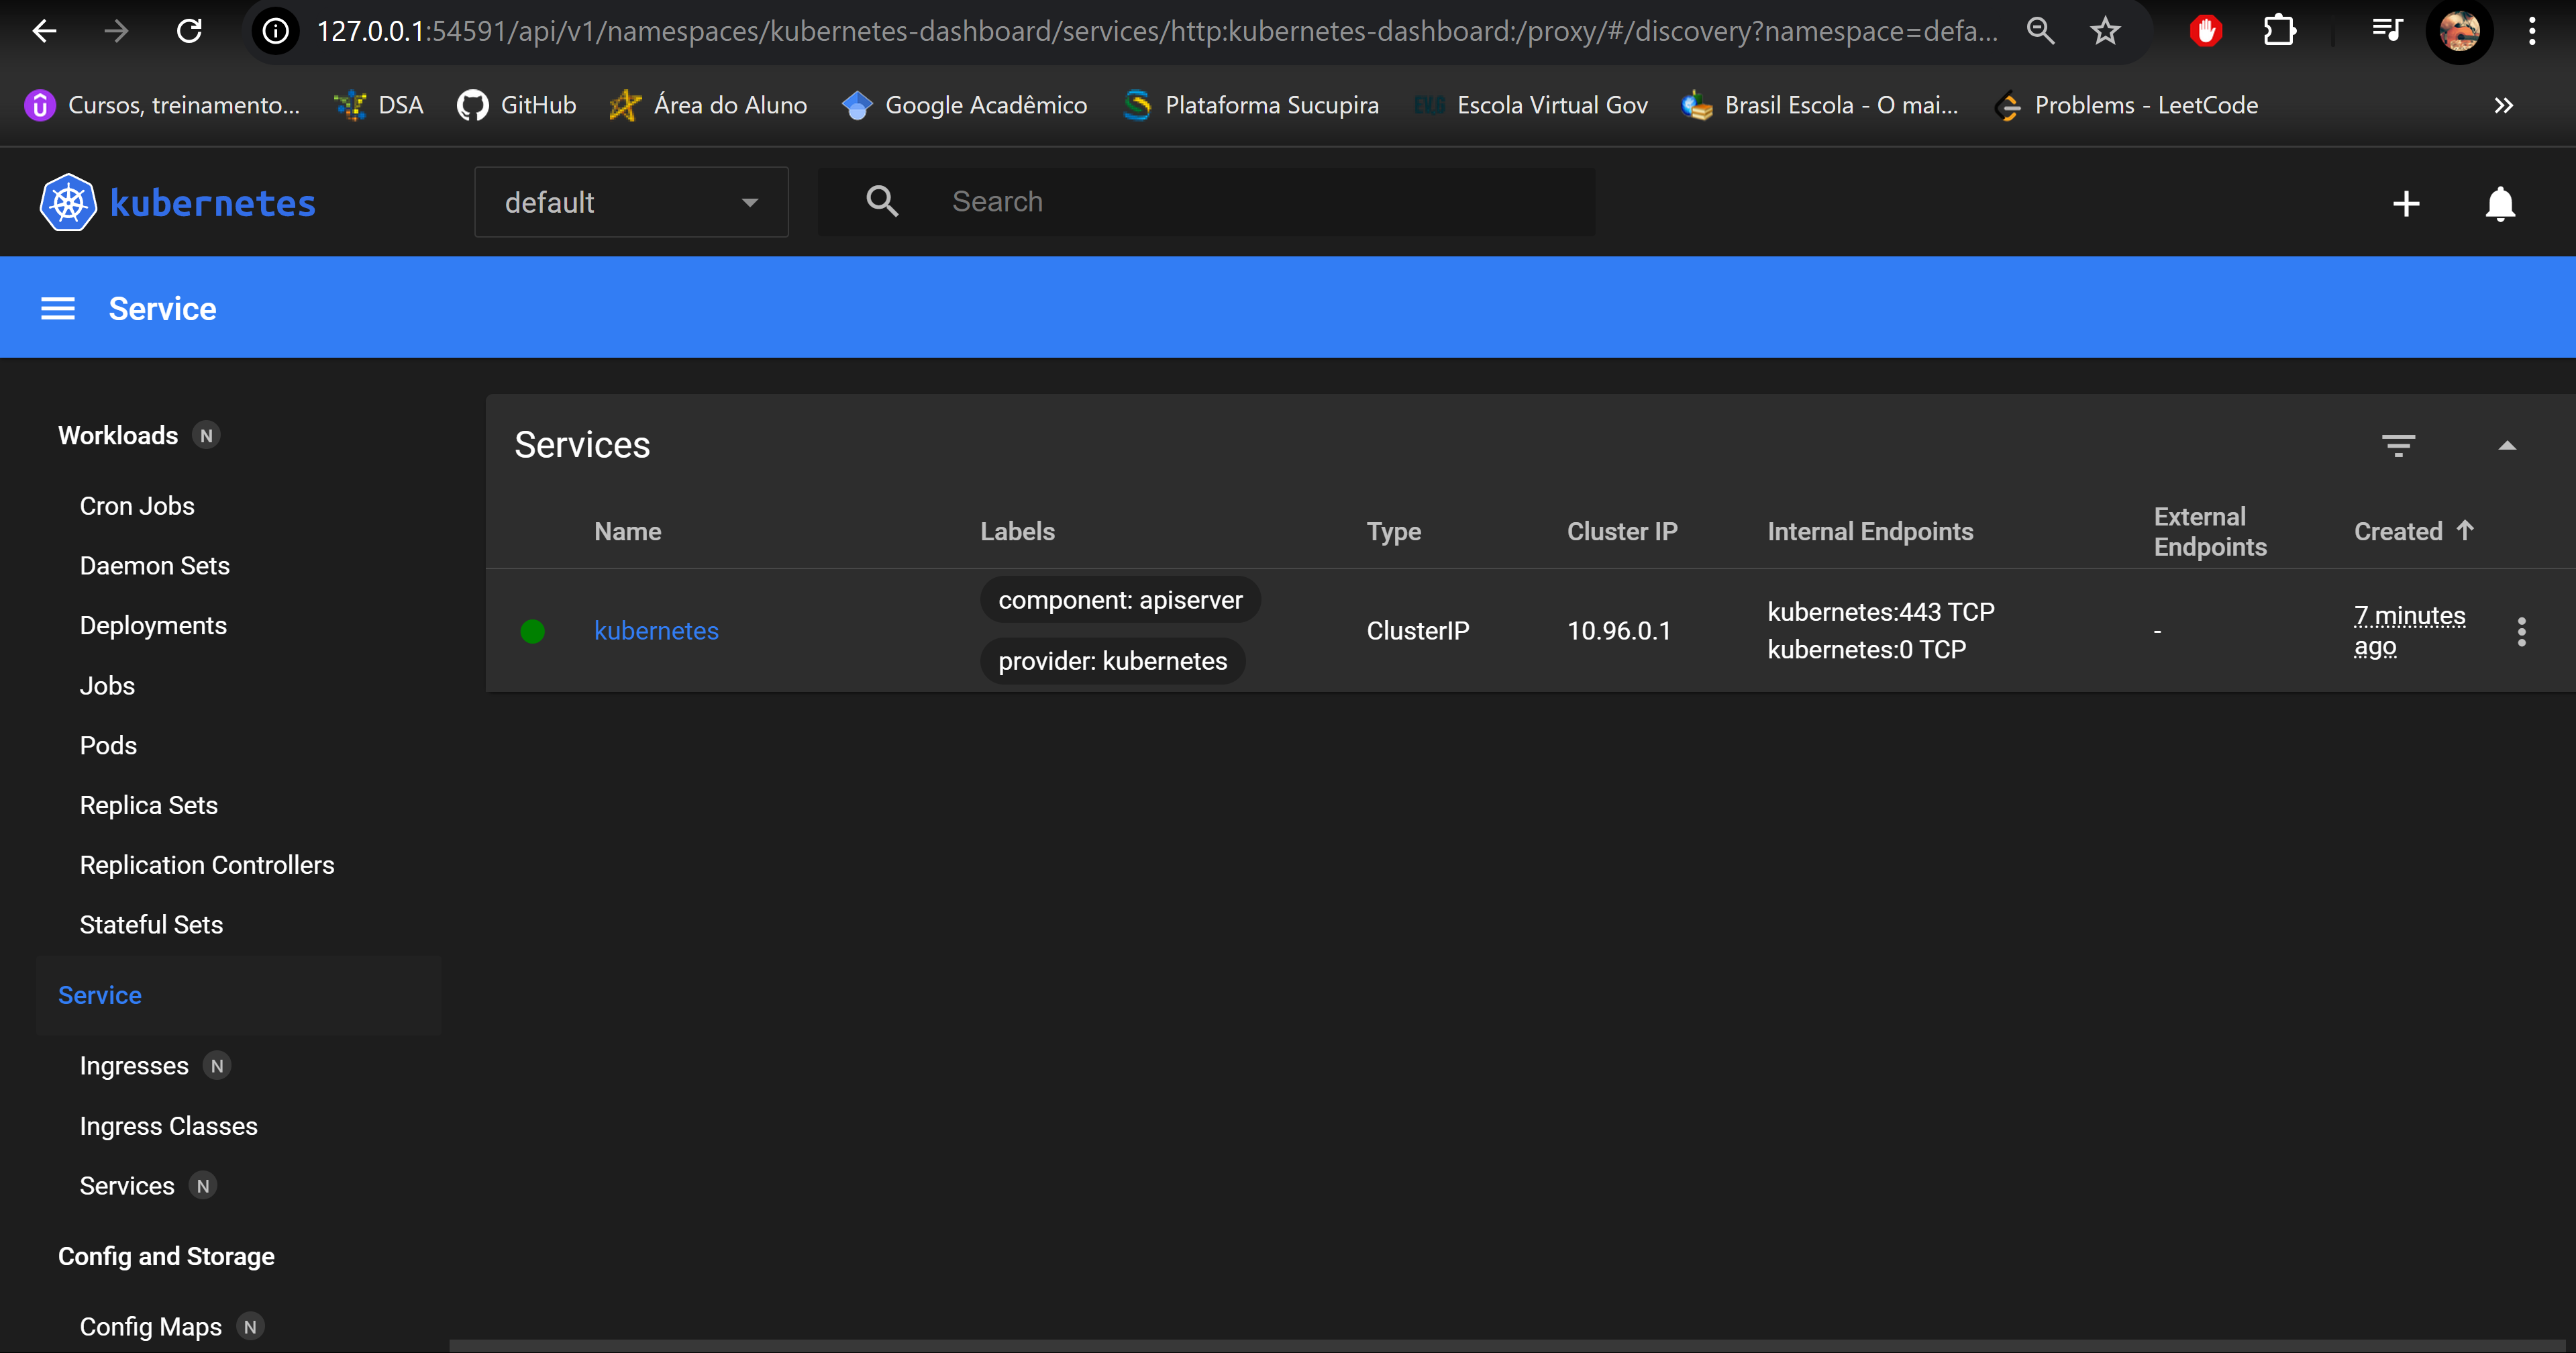 127.0.0.1:54591/api/v1/namespaces/kubernetes-dashboard/services/http:kubernetes-dashboard:/proxy/#/discovery?namespace=defa...
Cursos, treinamento... DSA GitHub Área do Aluno Google Acadêmico Plataforma Sucupira EV.G Escola Virtual Gov Brasil Escola - O mai... Problems - LeetCode
kubernetes default Search
Service
Workloads N
Cron Jobs
Daemon Sets
Deployments
Jobs
Pods
Replica Sets
Replication Controllers
Stateful Sets
Service
Ingresses N
Ingress Classes
Services N
Config and Storage
Config Maps N
Services
Name Labels Type Cluster IP Internal Endpoints External Endpoints Created
kubernetes
component: apiserver
provider: kubernetes
ClusterIP
10.96.0.1
kubernetes:443 TCP
kubernetes:0 TCP
-
7 minutes
ago